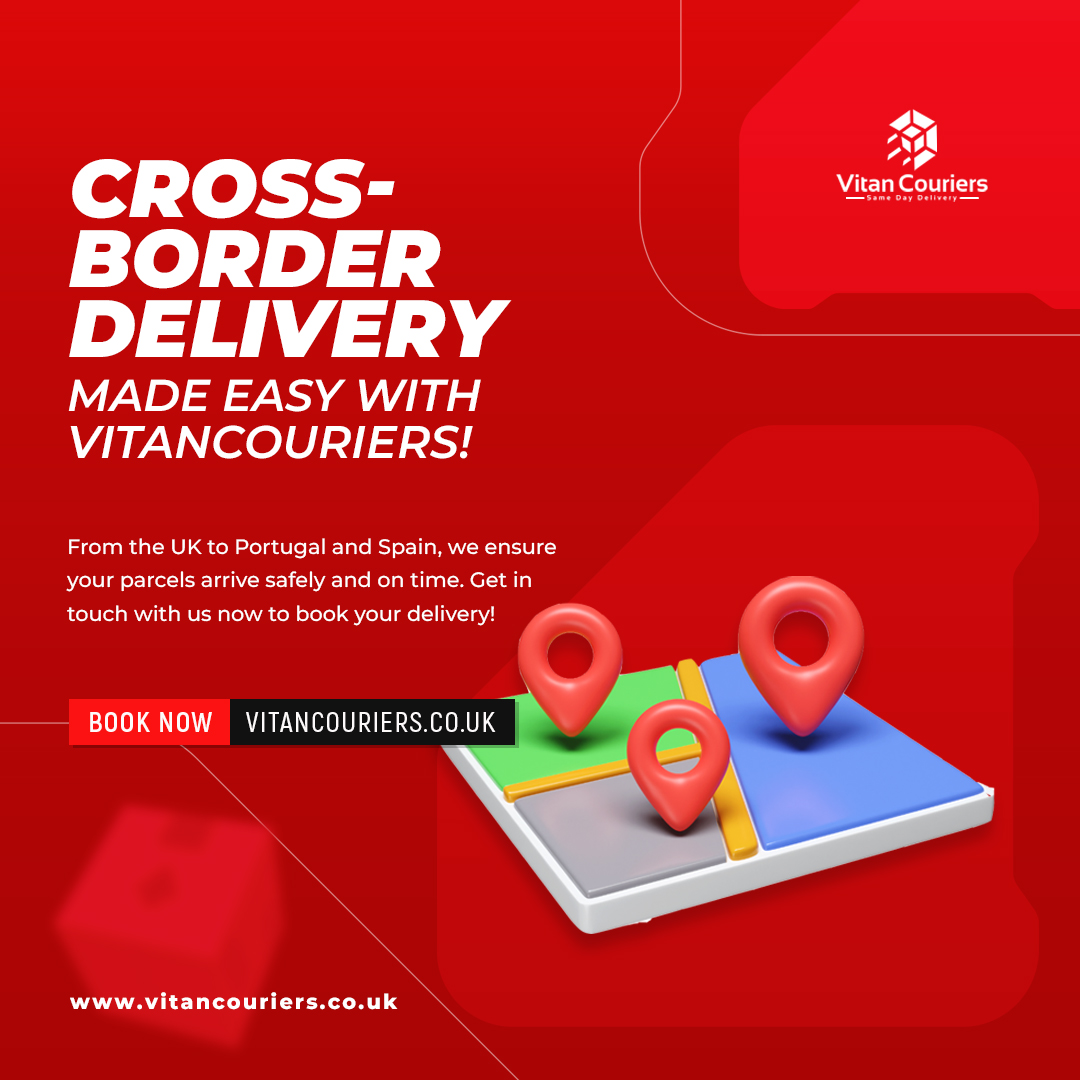 Vitan Couriers
Same Day Delivery
CROSS-
BORDER
DELIVERY
MADE EASY WITH
VITANCOURIERS!
From the UK to Portugal and Spain, we ensure
your parcels arrive safely and on time. Get in
touch with us now to book your delivery!
BOOK NOW VITANCOURIERS.CO.UK
www.vitancouriers.co.uk